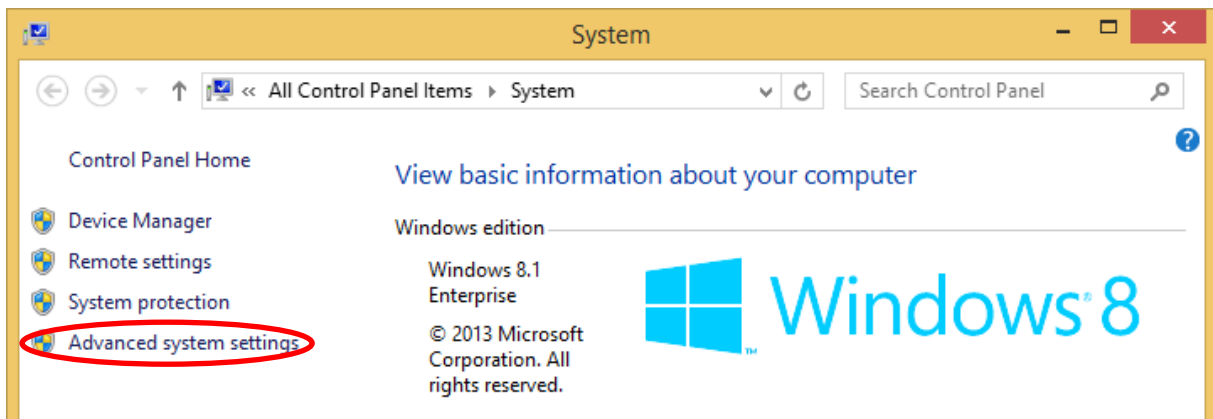 System
« All Control Panel Items ▸ System
Search Control Panel
Control Panel Home
Device Manager
Remote settings
System protection
Advanced system settings
View basic information about your computer
Windows edition
Windows 8.1
Enterprise
© 2013 Microsoft
Corporation. All
rights reserved.
Windows® 8
™
?